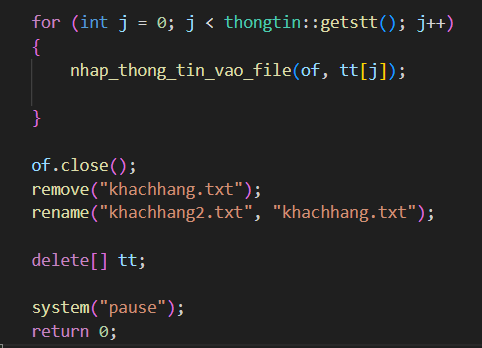 for (int j = 0; j < thongtin::getstt(); j++)
{
    nhap_thong_tin_vao_file(of, tt[j]);
}
of.close();
remove("khachhang.txt");
rename("khachhang2.txt", "khachhang.txt");
delete[] tt;
system("pause");
return 0;